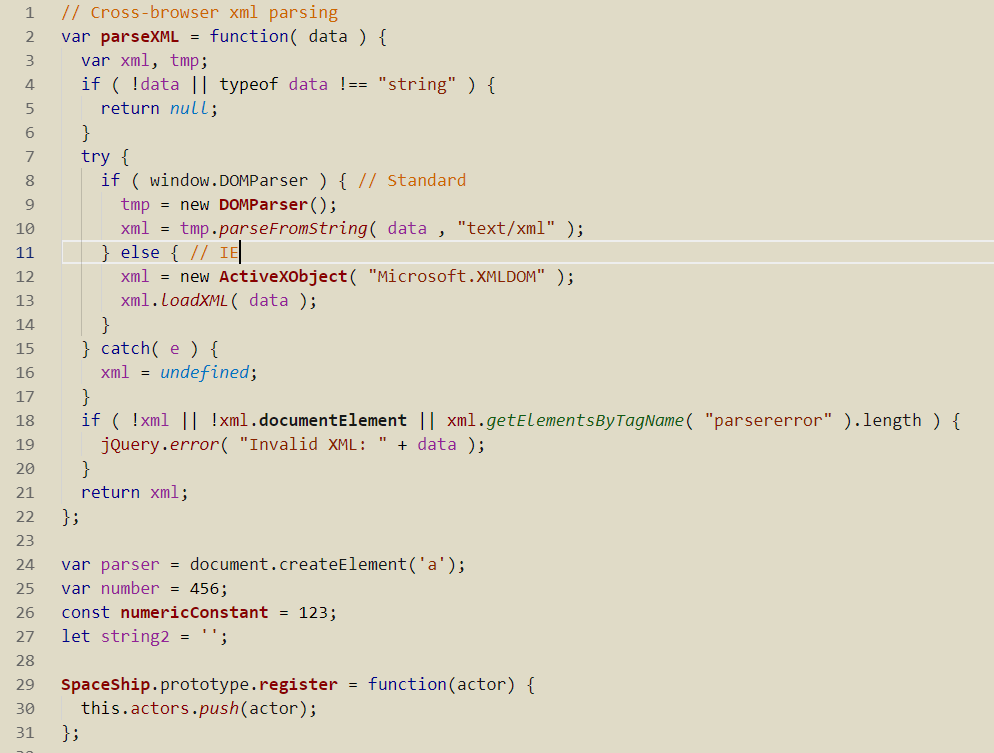 1 // Cross-browser xml parsing
2 var parseXML = function( data ) {
3   var xml, tmp;
4   if ( !data || typeof data !== "string" ) {
5     return null;
6   }
7   try {
8     if ( window.DOMParser ) { // Standard
9       tmp = new DOMParser();
10       xml = tmp.parseFromString( data , "text/xml" );
11     } else { // IE
12       xml = new ActiveXObject( "Microsoft.XMLDOM" );
13       xml.loadXML( data );
14     }
15   } catch( e ) {
16     xml = undefined;
17   }
18   if ( !xml || !xml.documentElement || xml.getElementsByTagName( "parsererror" ).length ) {
19     jQuery.error( "Invalid XML: " + data );
20   }
21   return xml;
22 };
23
24 var parser = document.createElement('a');
25 var number = 456;
26 const numericConstant = 123;
27 let string2 = '';
28
29 SpaceShip.prototype.register = function(actor) {
30   this.actors.push(actor);
31 };